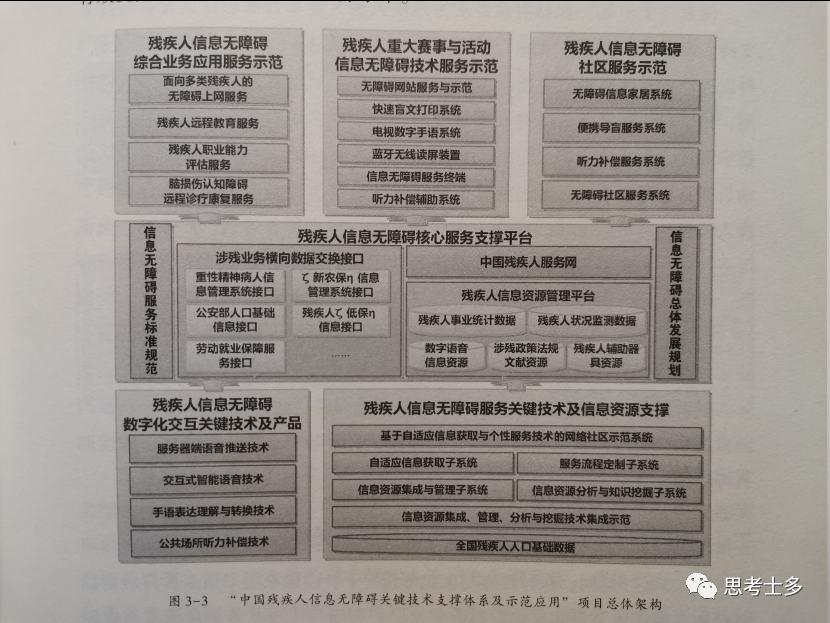 残疾人信息无障碍
综合业务应用服务示范
面向多类残疾人的
无障碍上网服务
残疾人远程教育服务
残疾人职业能力
评估服务
脑损伤认知障碍
远程诊疗康复服务
残疾人重大赛事与活动
信息无障碍技术服务示范
无障碍网站服务与示范
快速盲文打印系统
电视数字手语系统
蓝牙无线读屏装置
信息无障碍服务终端
听力补偿辅助系统
残疾人信息无障碍
社区服务示范
无障碍信息家居系统
便携导盲服务系统
听力补偿服务系统
无障碍社区服务系统
信息无障碍服务标准规范
残疾人信息无障碍核心服务支撑平台
涉残业务横向数据交换接口
重性精神病人信
息管理系统接口
ζ 新农保η 信息
管理系统接口
公安部人口基础
信息接口
残疾人ζ 低保η
信息接口
劳动就业保障服
务接口
……
中国残疾人服务网
残疾人信息资源管理平台
残疾人事业统计数据
残疾人状况监测数据
数字语音
信息资源
涉残政策法规
文献资源
残疾人辅助器
具资源
信息无障碍总体发展规划
残疾人信息无障碍
数字化交互关键技术及产品
服务器端语音推送技术
交互式智能语音技术
手语表达理解与转换技术
公共场所听力补偿技术
残疾人信息无障碍服务关键技术及信息资源支撑
基于自适应信息获取与个性服务技术的网络社区示范系统
自适应信息获取子系统
服务流程定制子系统
信息资源集成与管理子系统
信息资源分析与知识挖掘子系统
信息资源集成、管理、分析与挖掘技术集成示范
全国残疾人人口基础数据
图 3-3 “中国残疾人信息无障碍关键技术支撑体系及示范应用”项目总体架构
思考士多